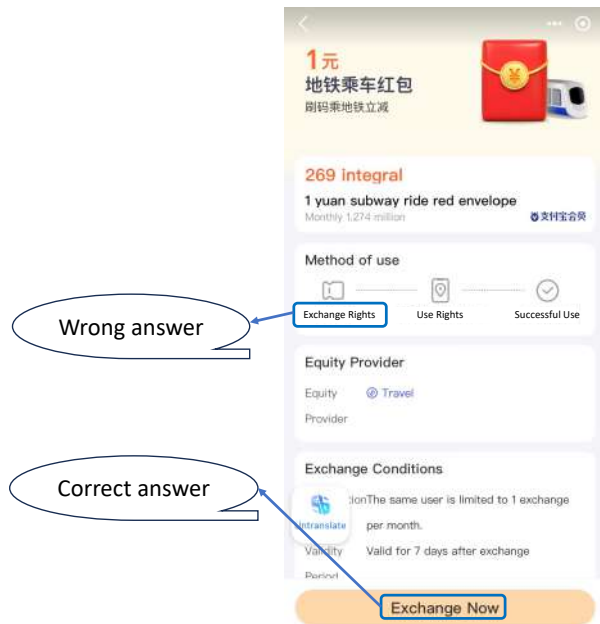 1元
地铁乘车红包
刷码乘地铁立减
269 integral
1 yuan subway ride red envelope
Monthly 1.274 million
支付宝会员
Method of use
Exchange Rights
Use Rights
Successful Use
Wrong answer
Equity Provider
Equity
Travel
Provider
Exchange Conditions
The same user is limited to 1 exchange
per month.
Untranslate
Validity
Valid for 7 days after exchange
Period
Correct answer
Exchange Now